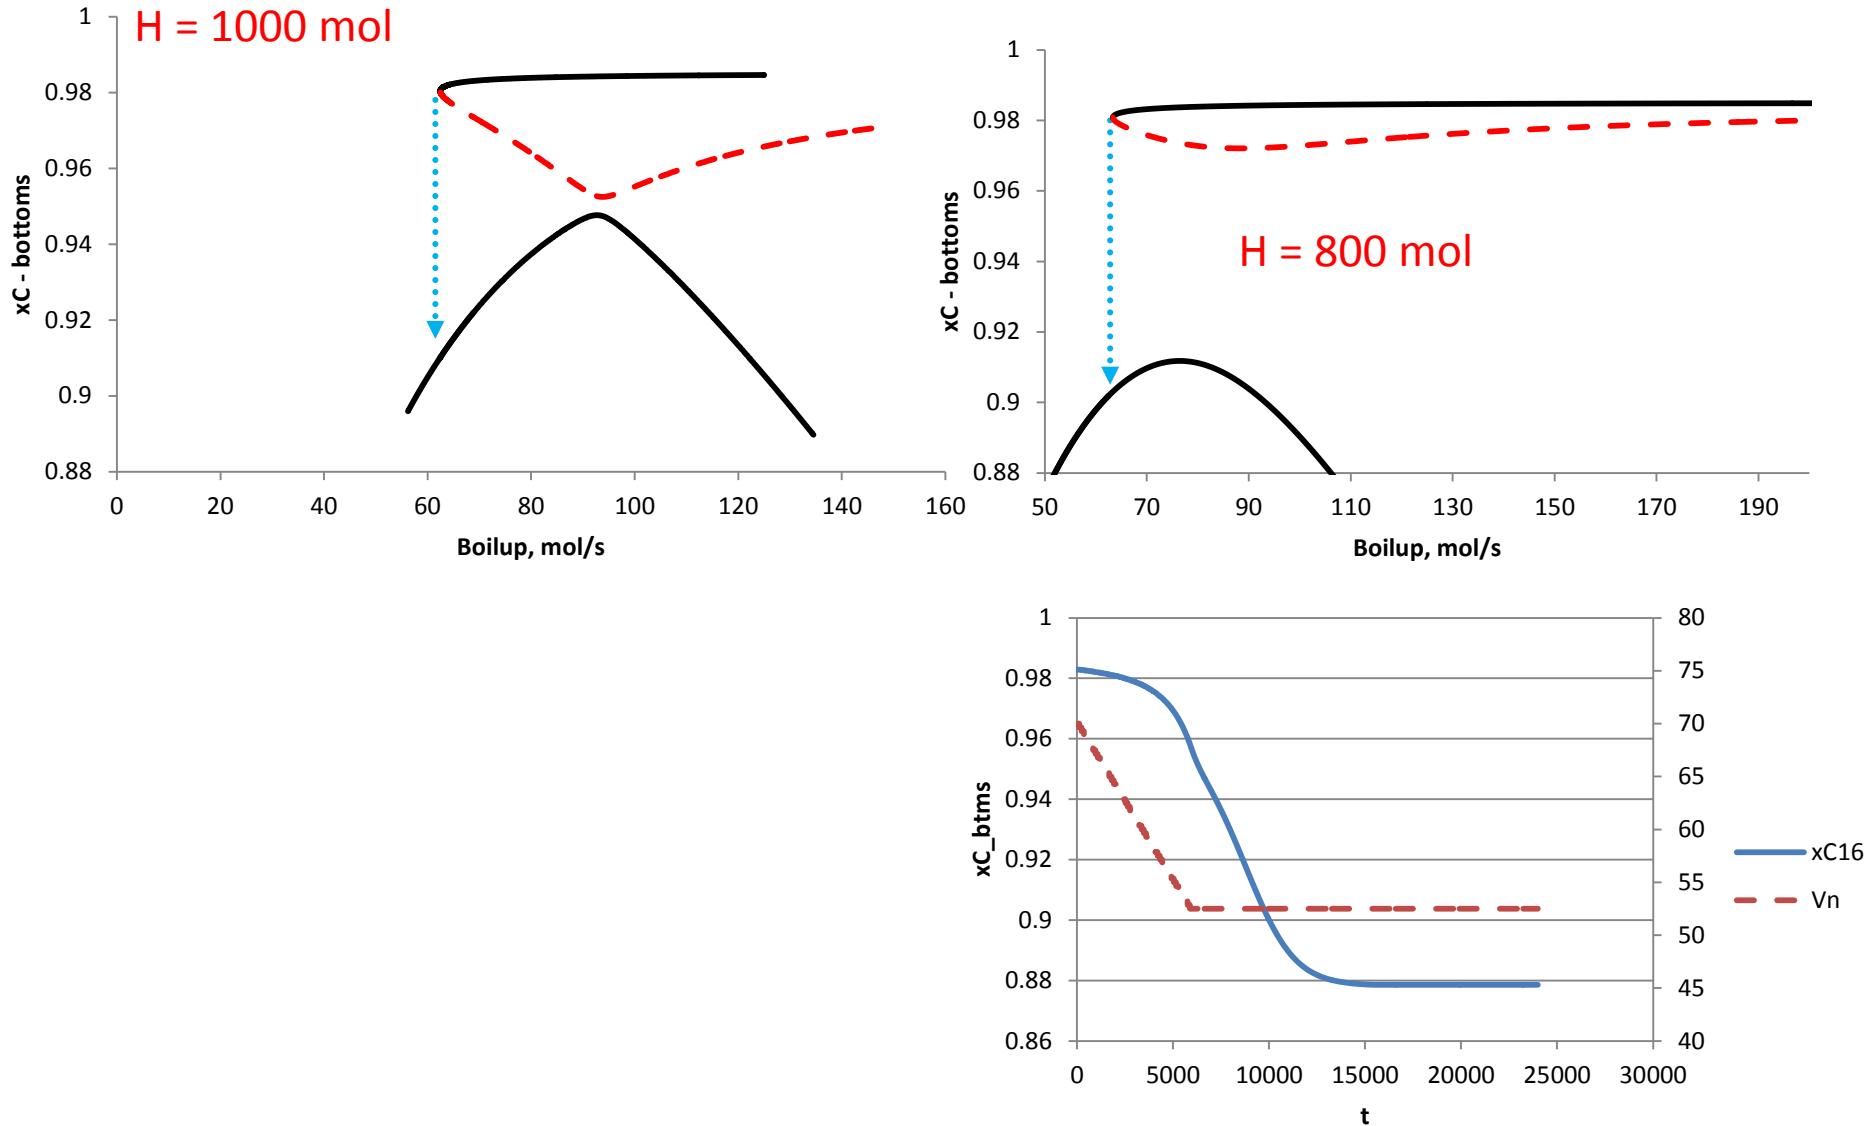 H = 1000 mol
xC - bottoms
1
0.98
0.96
0.94
0.92
0.9
0.88
0 20 40 60 80 100 120 140 160
Boilup, mol/s
H = 800 mol
xC - bottoms
1
0.98
0.96
0.94
0.92
0.9
0.88
50 70 90 110 130 150 170 190
Boilup, mol/s
xC_btms
1
0.98
0.96
0.94
0.92
0.9
0.88
0.86
80
75
70
65
60
55
50
45
40
0 5000 10000 15000 20000 25000 30000
t
xC16
Vn